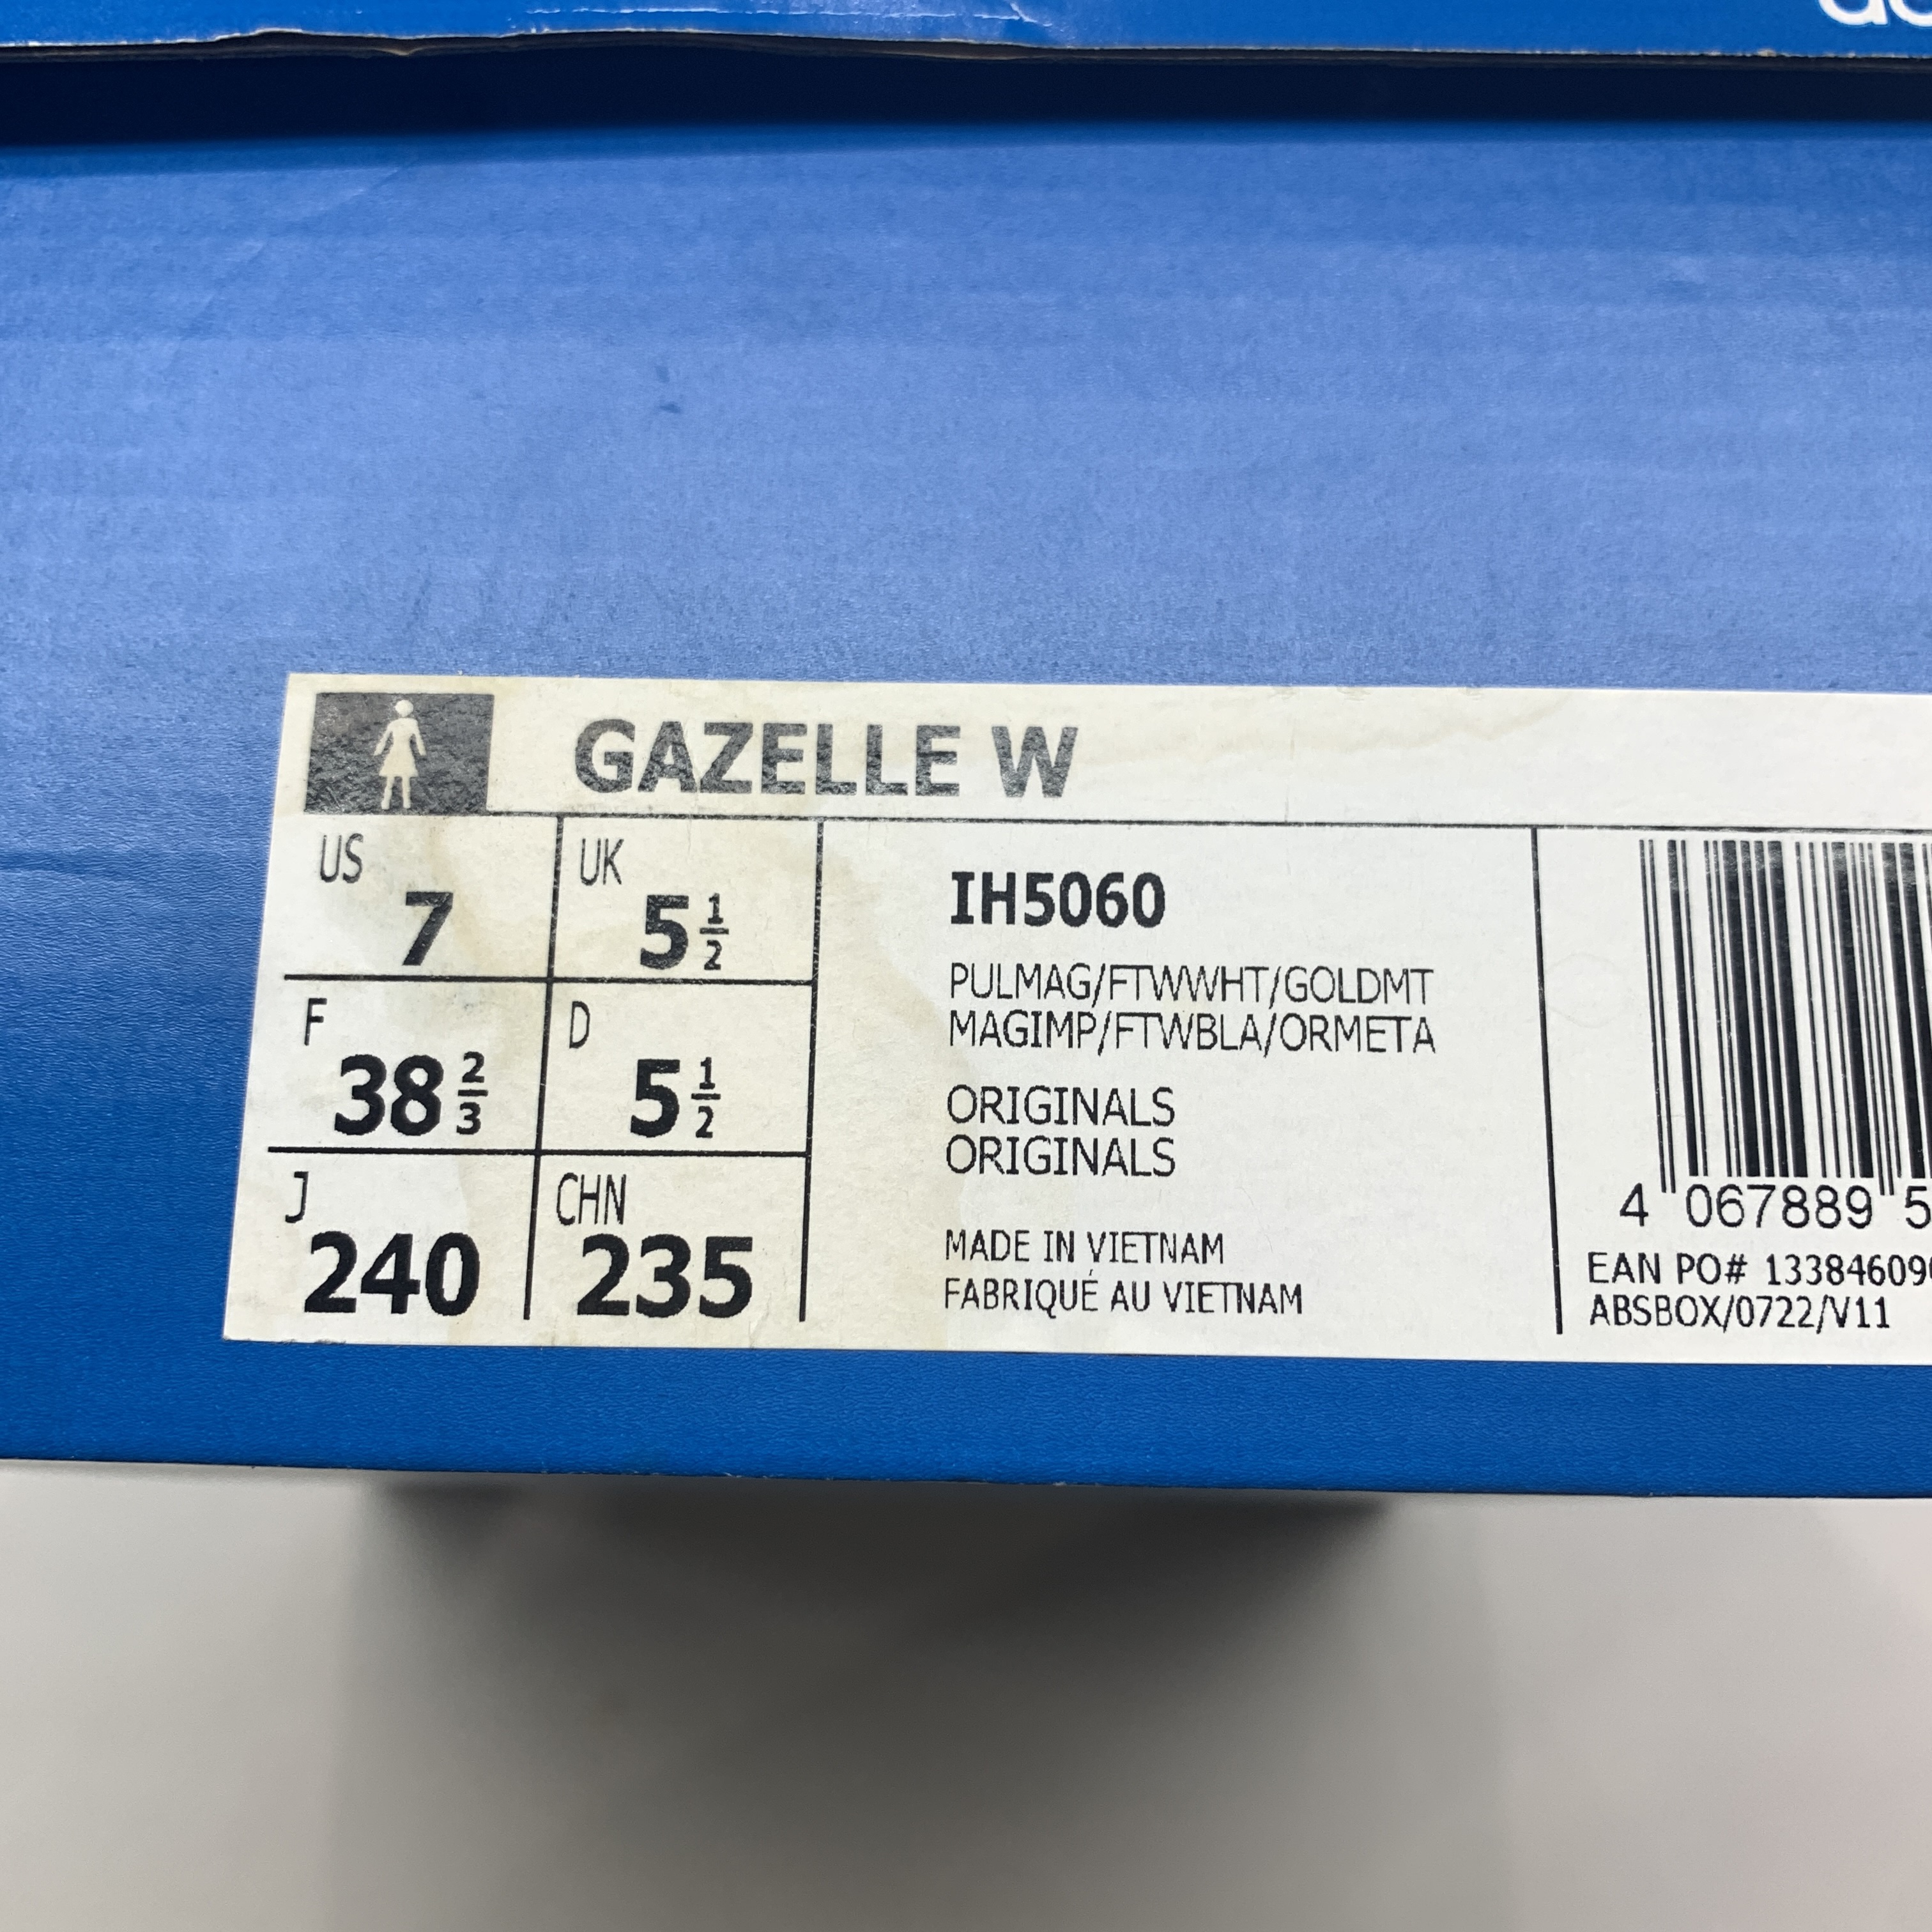 GAZELLE W
US
7
UK
5 1/2
F
38 2/3
D
5 1/2
J
240
CHN
235
IH5060
PULMAG/FTWWHT/GOLDMT
MAGIMP/FTWBLA/ORMETA
ORIGINALS
ORIGINALS
MADE IN VIETNAM
FABRIQUÉ AU VIETNAM
4 067889 5
EAN PO# 133846090
ABSBOX/0722/V11